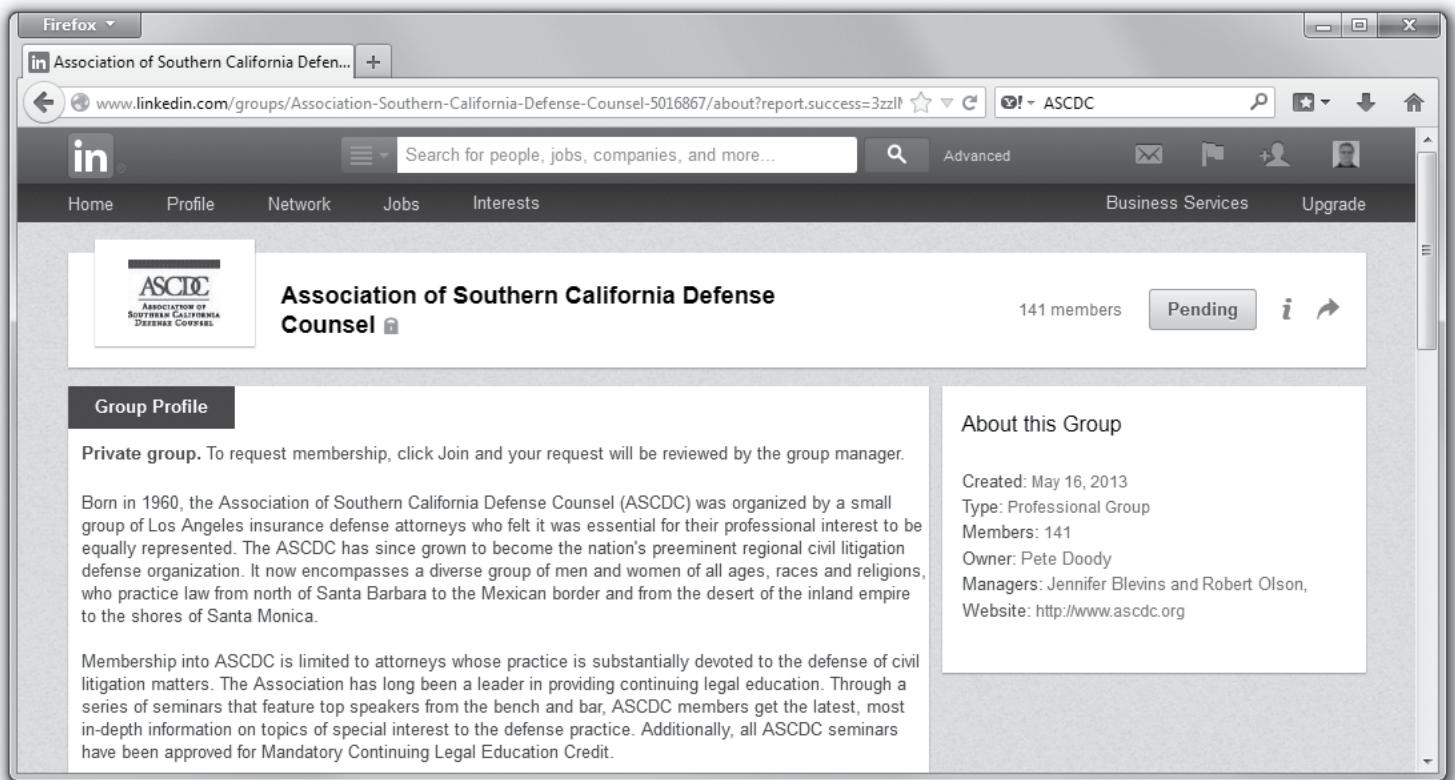 Firefox
Association of Southern California Defen...
www.linkedin.com/groups/Association-Southern-California-Defense-Counsel-5016867/about?report.success=3zzlM
ASCDC
in
Search for people, jobs, companies, and more...
Advanced
Home Profile Network Jobs Interests Business Services Upgrade
ASCDC
ASSOCIATION OF
SOUTHERN CALIFORNIA
DEFENSE COUNSEL
Association of Southern California Defense
Counsel
141 members Pending
Group Profile
Private group. To request membership, click Join and your request will be reviewed by the group manager.
Born in 1960, the Association of Southern California Defense Counsel (ASCDC) was organized by a small
group of Los Angeles insurance defense attorneys who felt it was essential for their professional interest to be
equally represented. The ASCDC has since grown to become the nation's preeminent regional civil litigation
defense organization. It now encompasses a diverse group of men and women of all ages, races and religions,
who practice law from north of Santa Barbara to the Mexican border and from the desert of the inland empire
to the shores of Santa Monica.
Membership into ASCDC is limited to attorneys whose practice is substantially devoted to the defense of civil
litigation matters. The Association has long been a leader in providing continuing legal education. Through a
series of seminars that feature top speakers from the bench and bar, ASCDC members get the latest, most
in-depth information on topics of special interest to the defense practice. Additionally, all ASCDC seminars
have been approved for Mandatory Continuing Legal Education Credit.
About this Group
Created: May 16, 2013
Type: Professional Group
Members: 141
Owner: Pete Doody
Managers: Jennifer Blevins and Robert Olson,
Website: http://www.ascdc.org